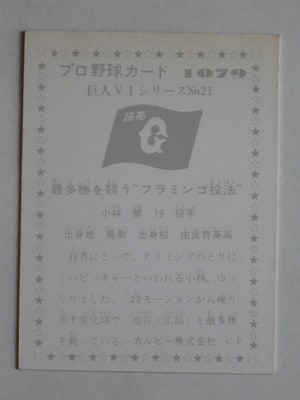 プロ野球カード 1079
巨人V1シリーズNo21
読売
G
最多勝を競う“フラミンゴ投法”
小林 繁 19 投手
出身地 鳥取 出身校 由良育英高
打者にとって、タイミングのとりに
くいピッチャーといわれる小林。ゆっ
くりとした二段モーションから繰り
出す変化球で、池谷(広島)と最多勝
を競っている。カルビー株式会社